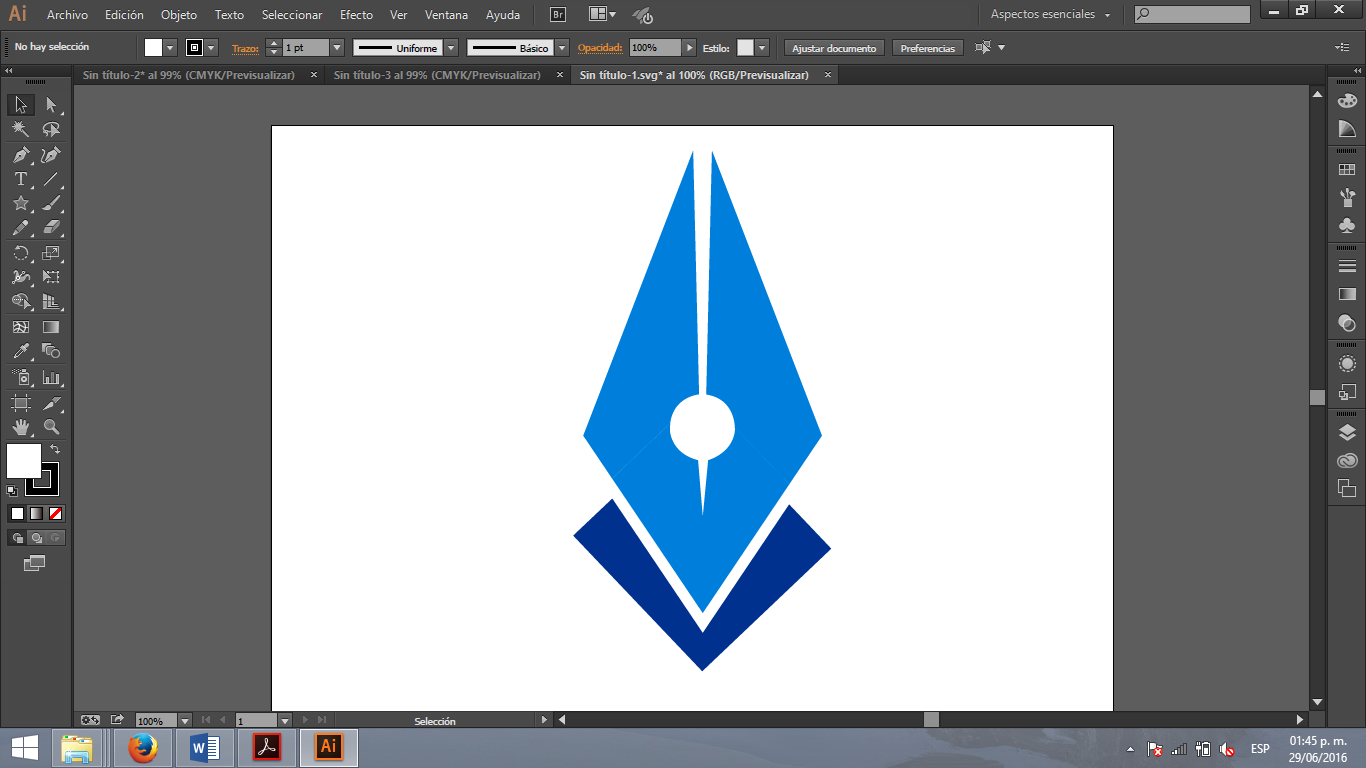 Ai Archivo Edición Objeto Texto Seleccionar Efecto Ver Ventana Ayuda Br Aspectos esenciales
No hay selección Trazo: 1 pt Uniforme Básico Opacidad: 100% Estilo: Ajustar documento Preferencias
Sin título-2* al 99% (CMYK/Previsualizar) × Sin título-3 al 99% (CMYK/Previsualizar) × Sin título-1.svg* al 100% (RGB/Previsualizar) ×
T
100% 1 Selección
W Ai ESP 01:45 p. m.
29/06/2016